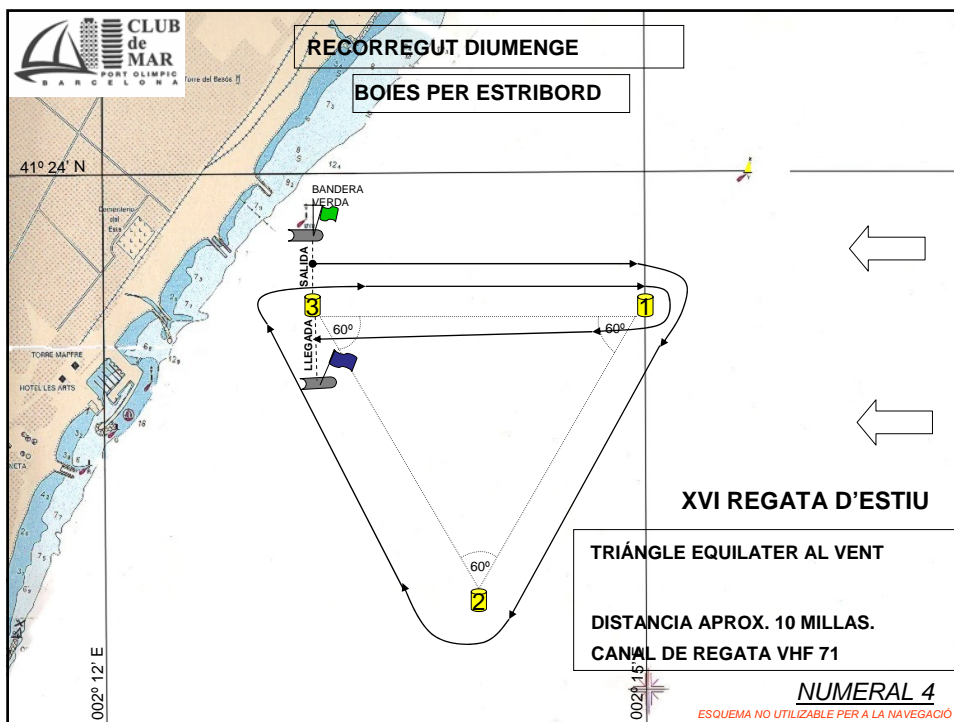 CLUB
de
MAR
PORT OLIMPIC
BARCELONA
RECORREGUT DIUMENGE
BOIES PER ESTRIBORD
Torre del Besós
41º 24' N
BANDERA
VERDA
Cementerio
del
Este
SALIDA
3
1
60º
60º
LLEGADA
TORRE MAPFRE
HOTEL LES ARTS
NETA
60º
2
XVI REGATA D'ESTIU
TRIÁNGLE EQUILATER AL VENT
DISTANCIA APROX. 10 MILLAS.
CANAL DE REGATA VHF 71
002º 12' E
002º 15' E
NUMERAL 4
ESQUEMA NO UTILIZABLE PER A LA NAVEGACIÓ